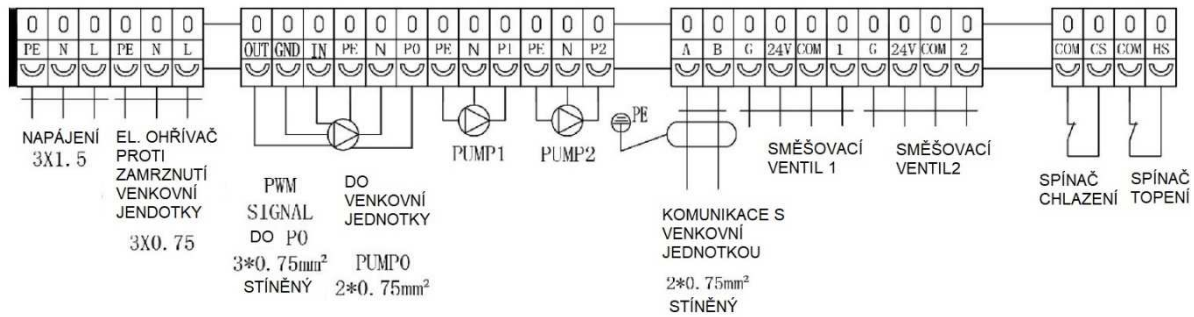 0 0 0 0 0 0 0 0 0 0 0 0 0 0 0 0 0 0 0 0 0 0 0 0 0 0 0 0 0 0 0 0
PE N L PE N L OUT GND IN PE N P0 PE N P1 PE N P2 A B G 24V COM 1 G 24V COM 2 COM CS COM HS
NAPÁJENÍ
3X1.5
EL. OHŘÍVAČ
PROTI
ZAMRZNUTÍ
VENKOVNÍ
JENDOTKY
3X0.75
PWM
SIGNAL
DO P0
3*0.75mm²
STÍNĚNÝ
DO
VENKOVNÍ
JEDNOTKY
PUMP0
2*0.75mm²
PUMP1
PUMP2
PE
KOMUNIKACE S
VENKOVNÍ
JEDNOTKOU
2*0.75mm²
STÍNĚNÝ
SMĚŠOVACÍ
VENTIL 1
SMĚŠOVACÍ
VENTIL2
SPÍNAČ
CHLAZENÍ
SPÍNAČ
TOPENÍ